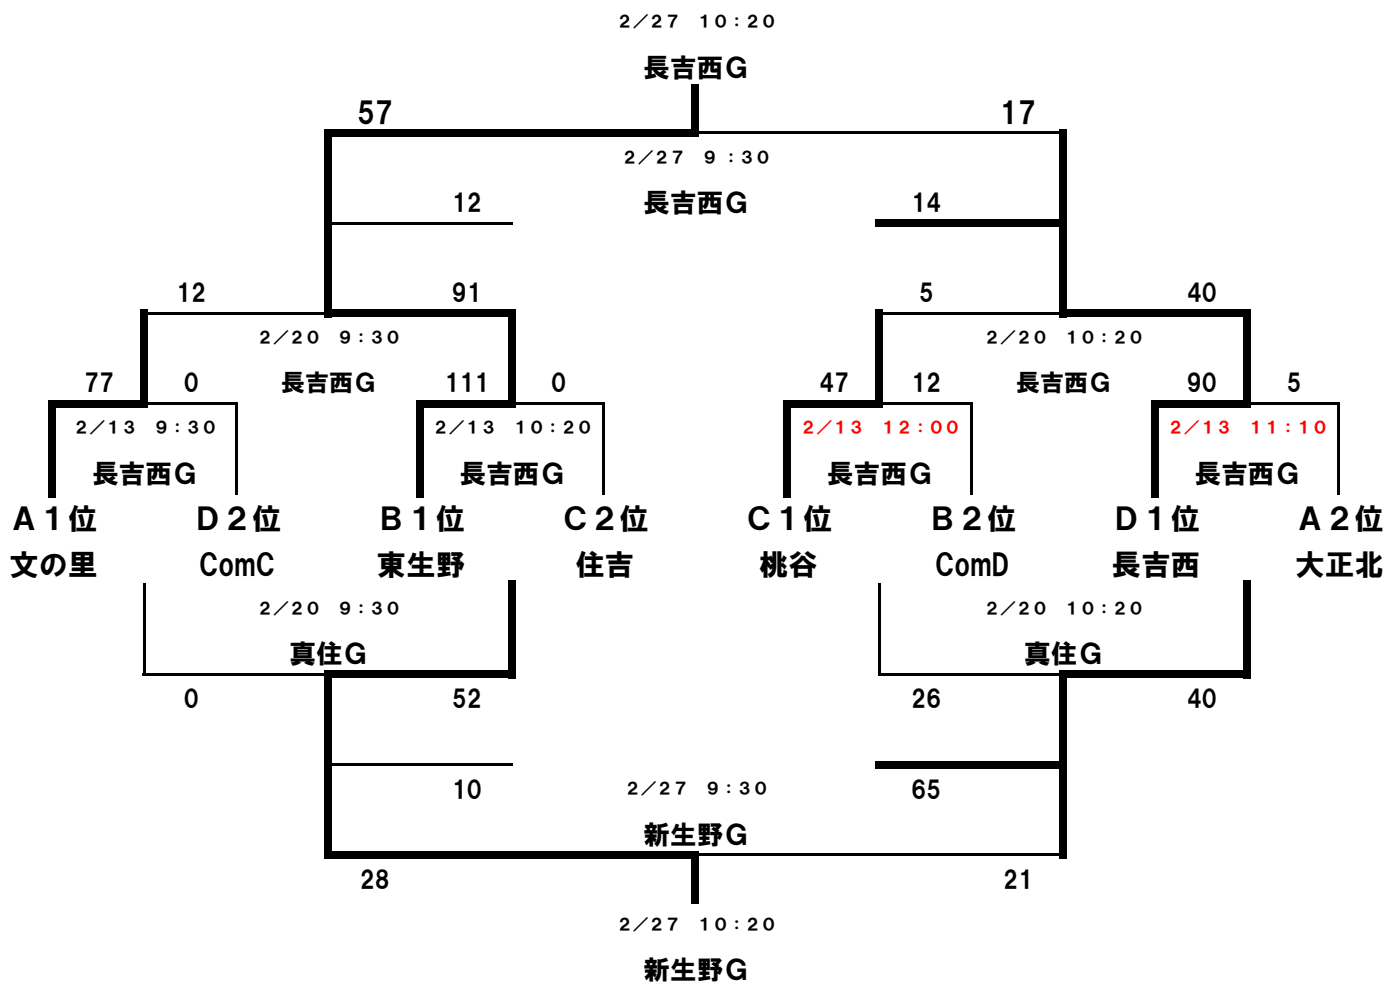 ２／２７　１０：２０
長吉西Ｇ
57 17
２／２７　９：３０
12 長吉西Ｇ 14
12 91 5 40
２／２０　９：３０ ２／２０　１０：２０
77 0 長吉西Ｇ 111 0 47 12 長吉西Ｇ 90 5
２／１３　９：３０ ２／１３　１０：２０ ２／１３　１２：００ ２／１３　１１：１０
長吉西Ｇ 長吉西Ｇ 長吉西Ｇ 長吉西Ｇ
Ａ１位 Ｄ２位 Ｂ１位 Ｃ２位 Ｃ１位 Ｂ２位 Ｄ１位 Ａ２位
文の里 ComC 東生野 住吉 桃谷 ComD 長吉西 大正北
２／２０　９：３０ ２／２０　１０：２０
真住Ｇ 真住Ｇ
0 52 26 40
10 ２／２７　９：３０ 65
新生野Ｇ
28 21
２／２７　１０：２０
新生野Ｇ